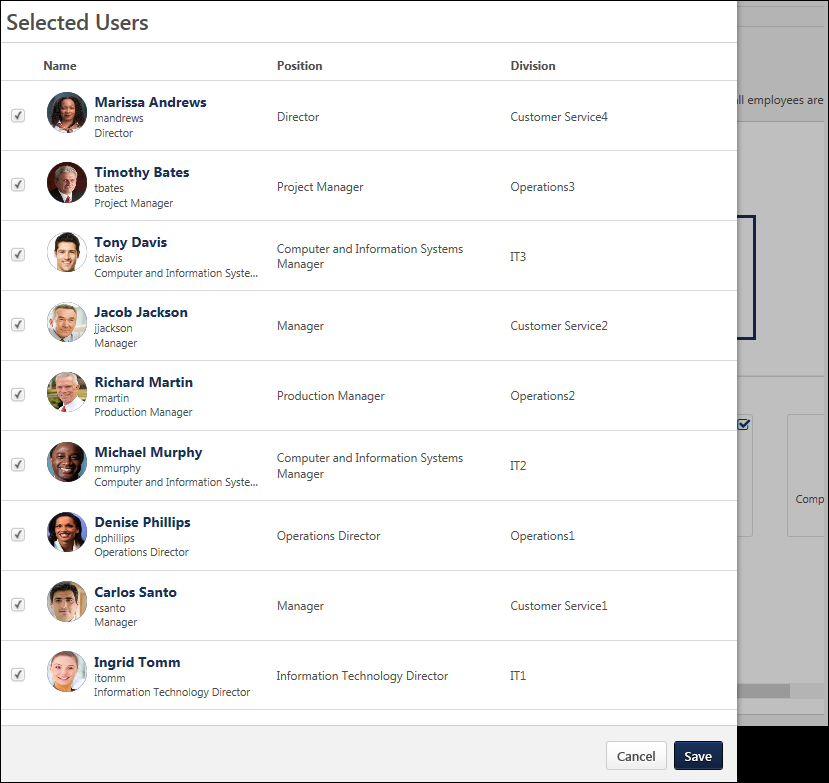 Selected Users
Name Position Division
Marissa Andrews
mandrews
Director
Director
Customer Service4
Timothy Bates
tbates
Project Manager
Project Manager
Operations3
Tony Davis
tdavis
Computer and Information Syste...
Computer and Information Systems
Manager
IT3
Jacob Jackson
jjackson
Manager
Manager
Customer Service2
Richard Martin
rmartin
Production Manager
Production Manager
Operations2
Michael Murphy
mmurphy
Computer and Information Syste...
Computer and Information Systems
Manager
IT2
Denise Phillips
dphillips
Operations Director
Operations Director
Operations1
Carlos Santo
csanto
Manager
Manager
Customer Service1
Ingrid Tomm
itomm
Information Technology Director
Information Technology Director
IT1
Cancel Save
ll employees are
Comp